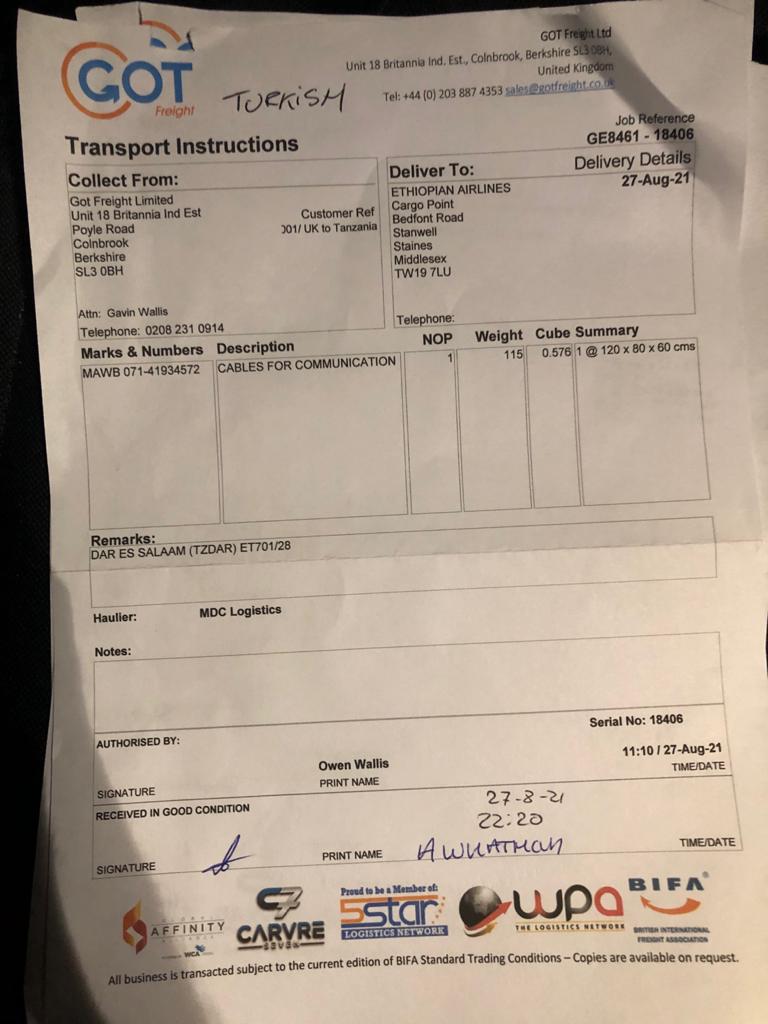 GOT
Freight
TURKISH
GOT Freight Ltd
Unit 18 Britannia Ind. Est., Colnbrook, Berkshire SL3 0BH,
United Kingdom
Tel: +44 (0) 203 887 4353 sales@gotfreight.co.uk
Job Reference
GE8461 - 18406
Transport Instructions
Collect From:
Got Freight Limited
Unit 18 Britannia Ind Est
Poyle Road
Colnbrook
Berkshire
SL3 0BH
Customer Ref
001/ UK to Tanzania
Attn: Gavin Wallis
Telephone: 0208 231 0914
Deliver To:
Delivery Details
27-Aug-21
ETHIOPIAN AIRLINES
Cargo Point
Bedfont Road
Stanwell
Staines
Middlesex
TW19 7LU
Telephone:
Marks & Numbers Description NOP Weight Cube Summary
MAWB 071-41934572 CABLES FOR COMMUNICATION 1 115 0.576 1 @ 120 x 80 x 60 cms
Remarks:
DAR ES SALAAM (TZDAR) ET701/28
Haulier: MDC Logistics
Notes:
Serial No: 18406
AUTHORISED BY:
Owen Wallis 11:10 / 27-Aug-21
SIGNATURE PRINT NAME TIME/DATE
RECEIVED IN GOOD CONDITION
27-8-21
22:20
SIGNATURE PRINT NAME TIME/DATE
GLOBAL
AFFINITY
ALLIANCE
WCA
C7
CARVRE
SEVEN
Proud to be a Member of:
5star
LOGISTICS NETWORK
wpa
THE LOGISTICS NETWORK
BIFA
BRITISH INTERNATIONAL
FREIGHT ASSOCIATION
All business is transacted subject to the current edition of BIFA Standard Trading Conditions – Copies are available on request.